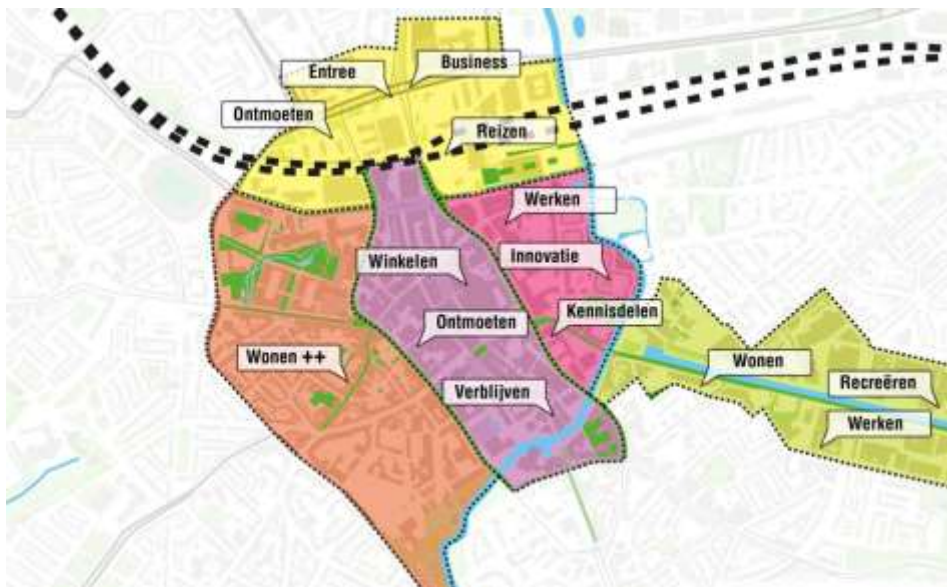 Business
Entree
Ontmoeten
Reizen
Werken
Winkelen
Innovatie
Ontmoeten
Kennisdelen
Wonen ++
Wonen
Verblijven
Recreëren
Werken